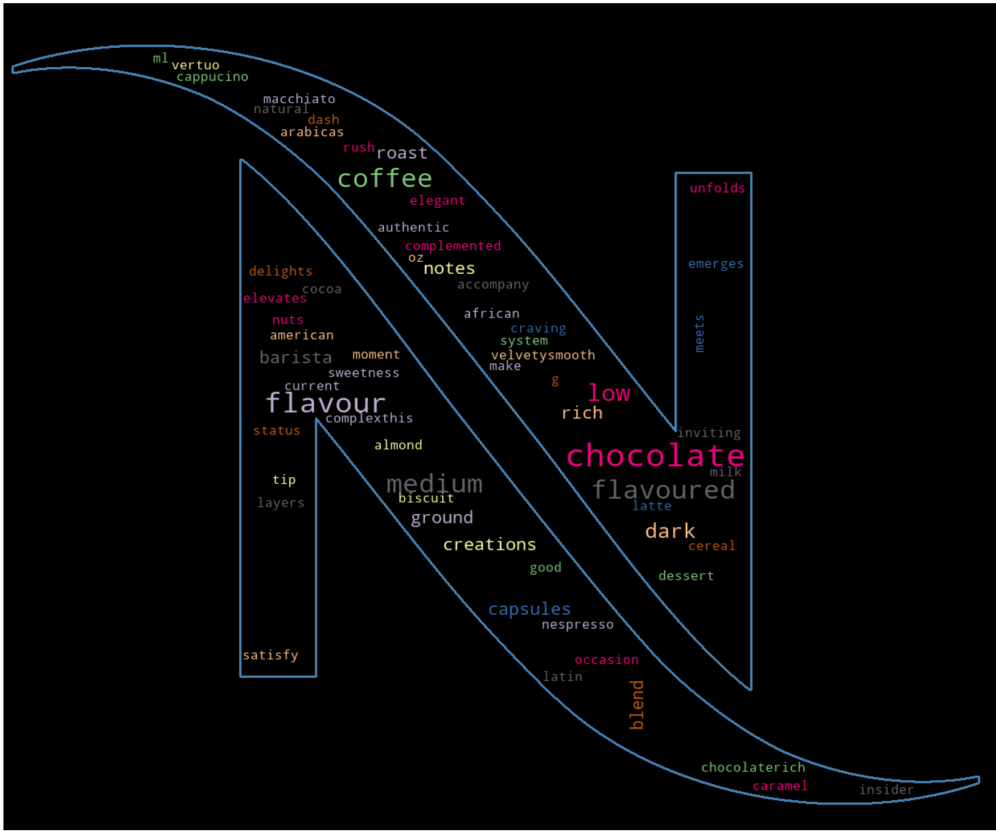 ml
vertuo
cappucino
macchiato
natural
dash
arabicas
rush
roast
coffee
unfolds
elegant
authentic
complemented
oz
emerges
notes
delights
accompany
cocoa
elevates
african
nuts
craving
meets
american
system
moment
velvetysmooth
barista
make
sweetness
g
current
low
flavour
rich
complexthis
status
inviting
almond
chocolate
milk
tip
medium
flavoured
biscuit
layers
latte
ground
dark
creations
cereal
good
dessert
capsules
nespresso
satisfy
occasion
latin
blend
chocolaterich
caramel
insider